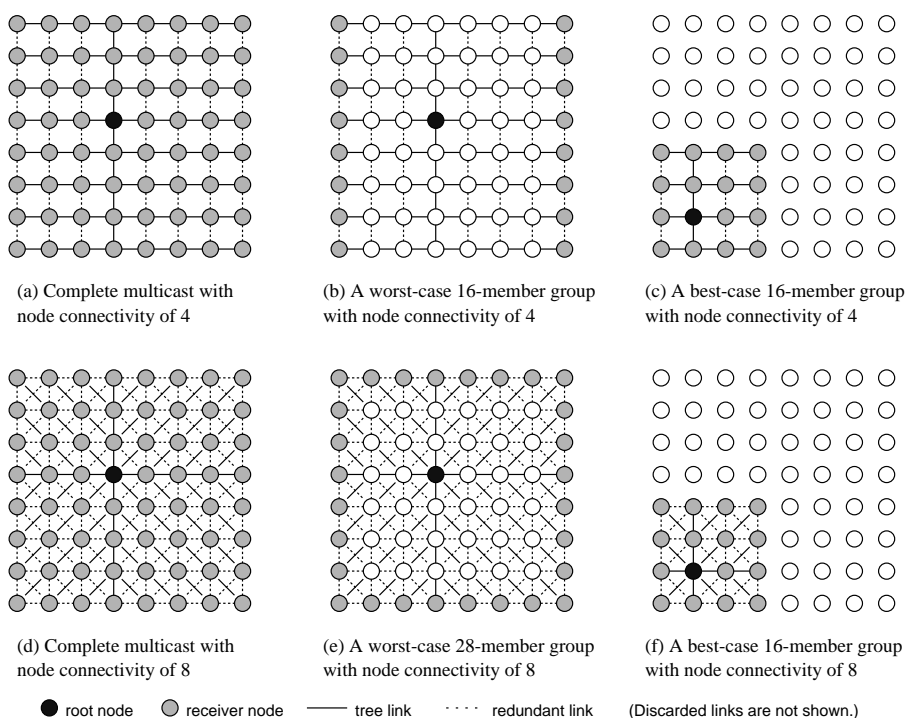 (a) Complete multicast with
node connectivity of 4
(b) A worst-case 16-member group
with node connectivity of 4
(c) A best-case 16-member group
with node connectivity of 4
(d) Complete multicast with
node connectivity of 8
(e) A worst-case 28-member group
with node connectivity of 8
(f) A best-case 16-member group
with node connectivity of 8
root node receiver node tree link redundant link (Discarded links are not shown.)